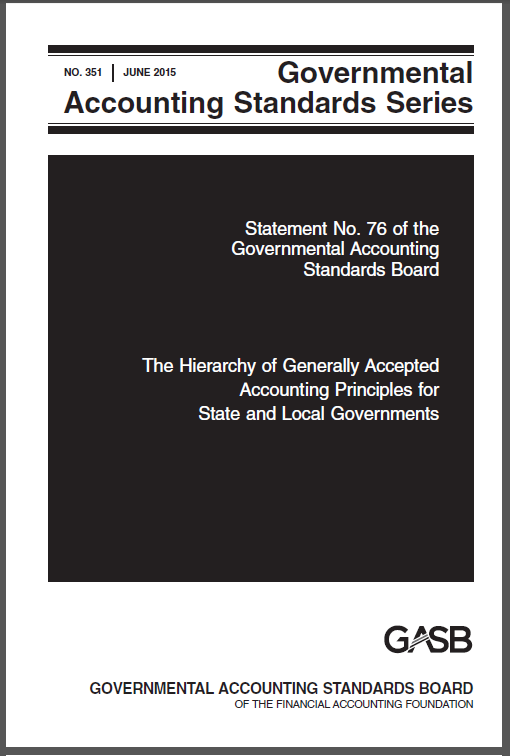 NO. 351 | JUNE 2015
Governmental
Accounting Standards Series
Statement No. 76 of the
Governmental Accounting
Standards Board
The Hierarchy of Generally Accepted
Accounting Principles for
State and Local Governments
GASB
GOVERNMENTAL ACCOUNTING STANDARDS BOARD
OF THE FINANCIAL ACCOUNTING FOUNDATION